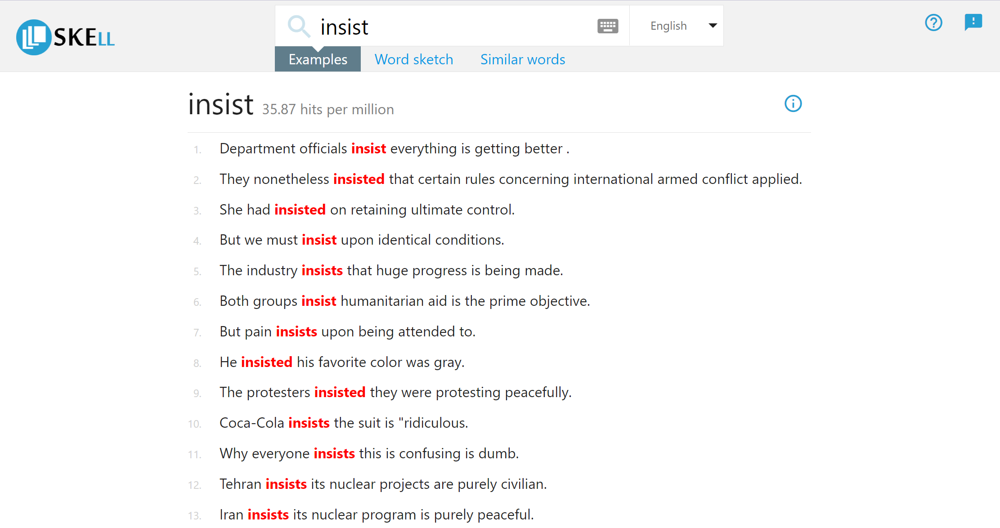 SKELL
insist
English
Examples Word sketch Similar words
insist 35.87 hits per million
1. Department officials insist everything is getting better .
2. They nonetheless insisted that certain rules concerning international armed conflict applied.
3. She had insisted on retaining ultimate control.
4. But we must insist upon identical conditions.
5. The industry insists that huge progress is being made.
6. Both groups insist humanitarian aid is the prime objective.
7. But pain insists upon being attended to.
8. He insisted his favorite color was gray.
9. The protesters insisted they were protesting peacefully.
10. Coca-Cola insists the suit is "ridiculous.
11. Why everyone insists this is confusing is dumb.
12. Tehran insists its nuclear projects are purely civilian.
13. Iran insists its nuclear program is purely peaceful.